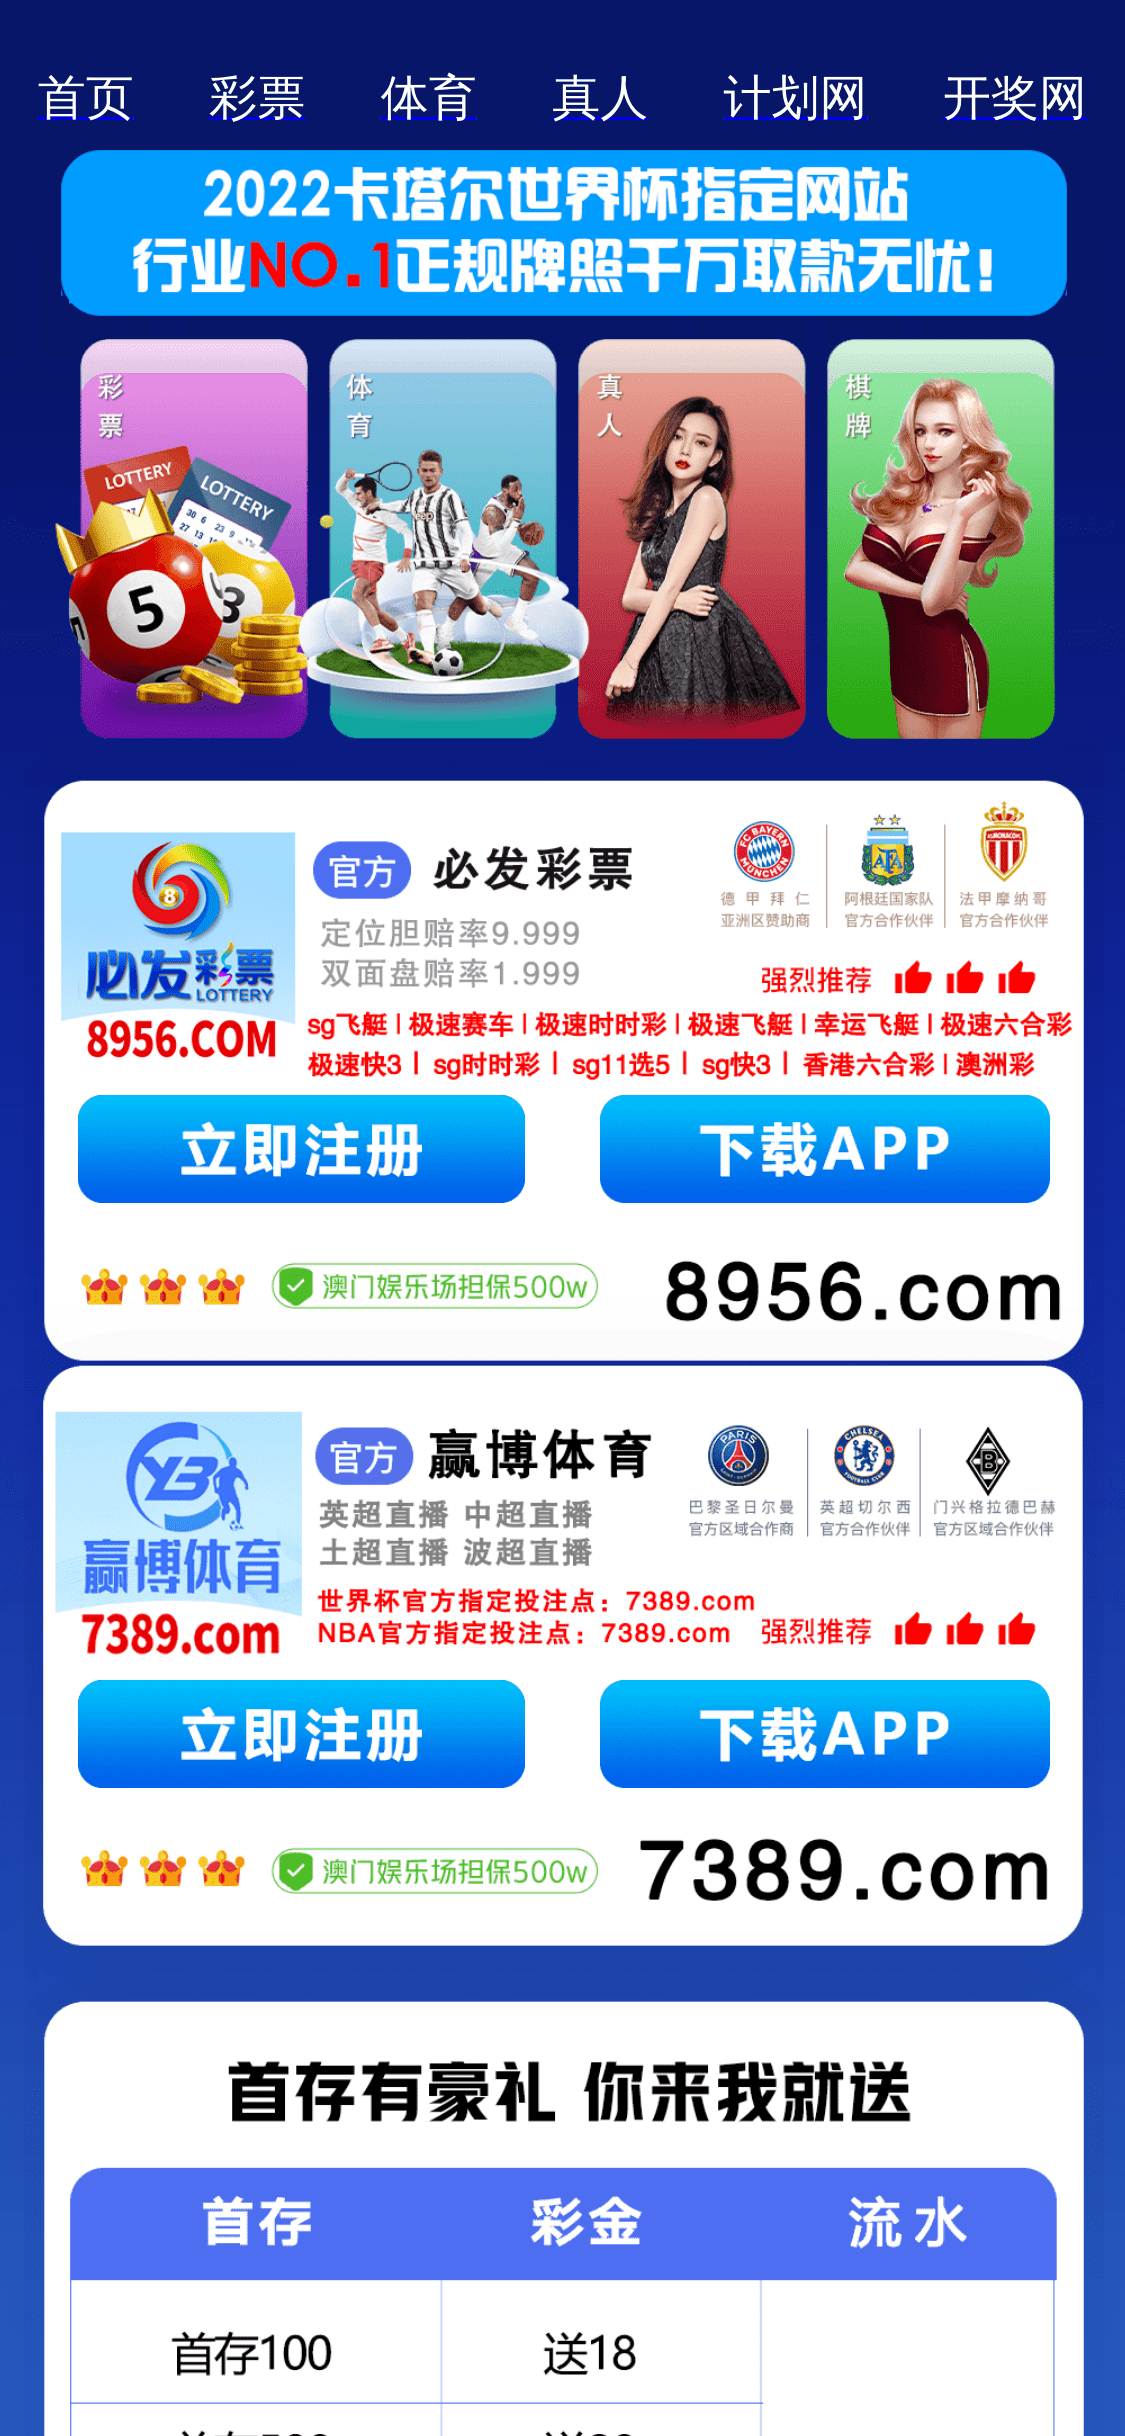 首页 彩票 体育 真人 计划网 开奖网
2022卡塔尔世界杯指定网站
行业NO.1正规牌照千万取款无忧!
彩票
体育
真人
棋牌
LOTTERY
LOTTERY
5
3
Jeep
FC BAYERN MÜNCHEN
AFA
AS MONACO FC
官方 必发彩票
德甲拜仁 阿根廷国家队 法甲摩纳哥
亚洲区赞助商 官方合作伙伴 官方合作伙伴
8
必发彩票
LOTTERY
8956.COM
定位胆赔率9.999
双面盘赔率1.999
强烈推荐
sg飞艇 | 极速赛车 | 极速时时彩 | 极速飞艇 | 幸运飞艇 | 极速六合彩
极速快3 | sg时时彩 | sg11选5 | sg快3 | 香港六合彩 | 澳洲彩
立即注册 下载APP
澳门娱乐场担保500w 8956.com
YB
赢博体育
7389.com
官方 赢博体育
PARIS
CHELSEA FOOTBALL CLUB
B
巴黎圣日尔曼 英超切尔西 门兴格拉德巴赫
官方区域合作商 官方合作伙伴 官方区域合作伙伴
英超直播 中超直播
土超直播 波超直播
世界杯官方指定投注点：7389.com
NBA官方指定投注点：7389.com 强烈推荐
立即注册 下载APP
澳门娱乐场担保500w 7389.com
首存有豪礼 你来我就送
首存 彩金 流水
首存100 送18